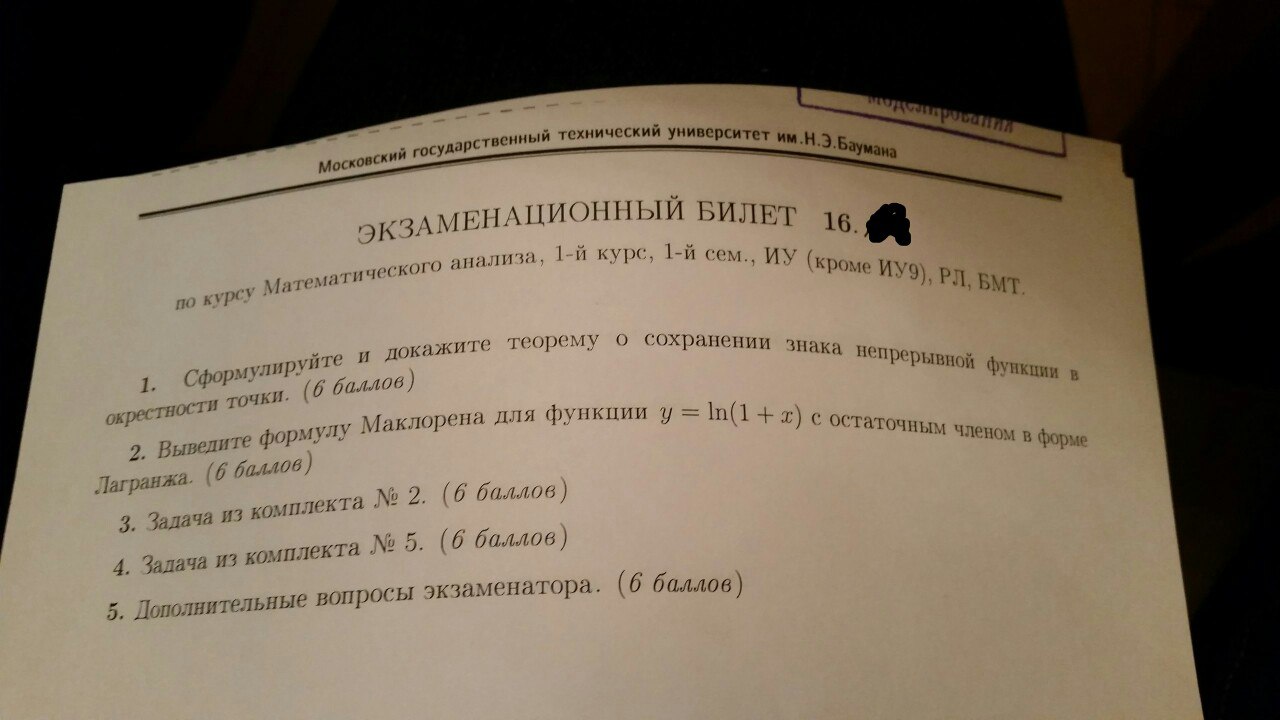 моделирования
Московский государственный технический университет им.Н.Э.Баумана
ЭКЗАМЕНАЦИОННЫЙ БИЛЕТ 16.
по курсу Математического анализа, 1-й курс, 1-й сем., ИУ (кроме ИУ9), РЛ, БМТ.
1. Сформулируйте и докажите теорему о сохранении знака непрерывной функции в
окрестности точки. (6 баллов)
2. Выведите формулу Маклорена для функции y = ln(1 + x) с остаточным членом в форме
Лагранжа. (6 баллов)
3. Задача из комплекта № 2. (6 баллов)
4. Задача из комплекта № 5. (6 баллов)
5. Дополнительные вопросы экзаменатора. (6 баллов)